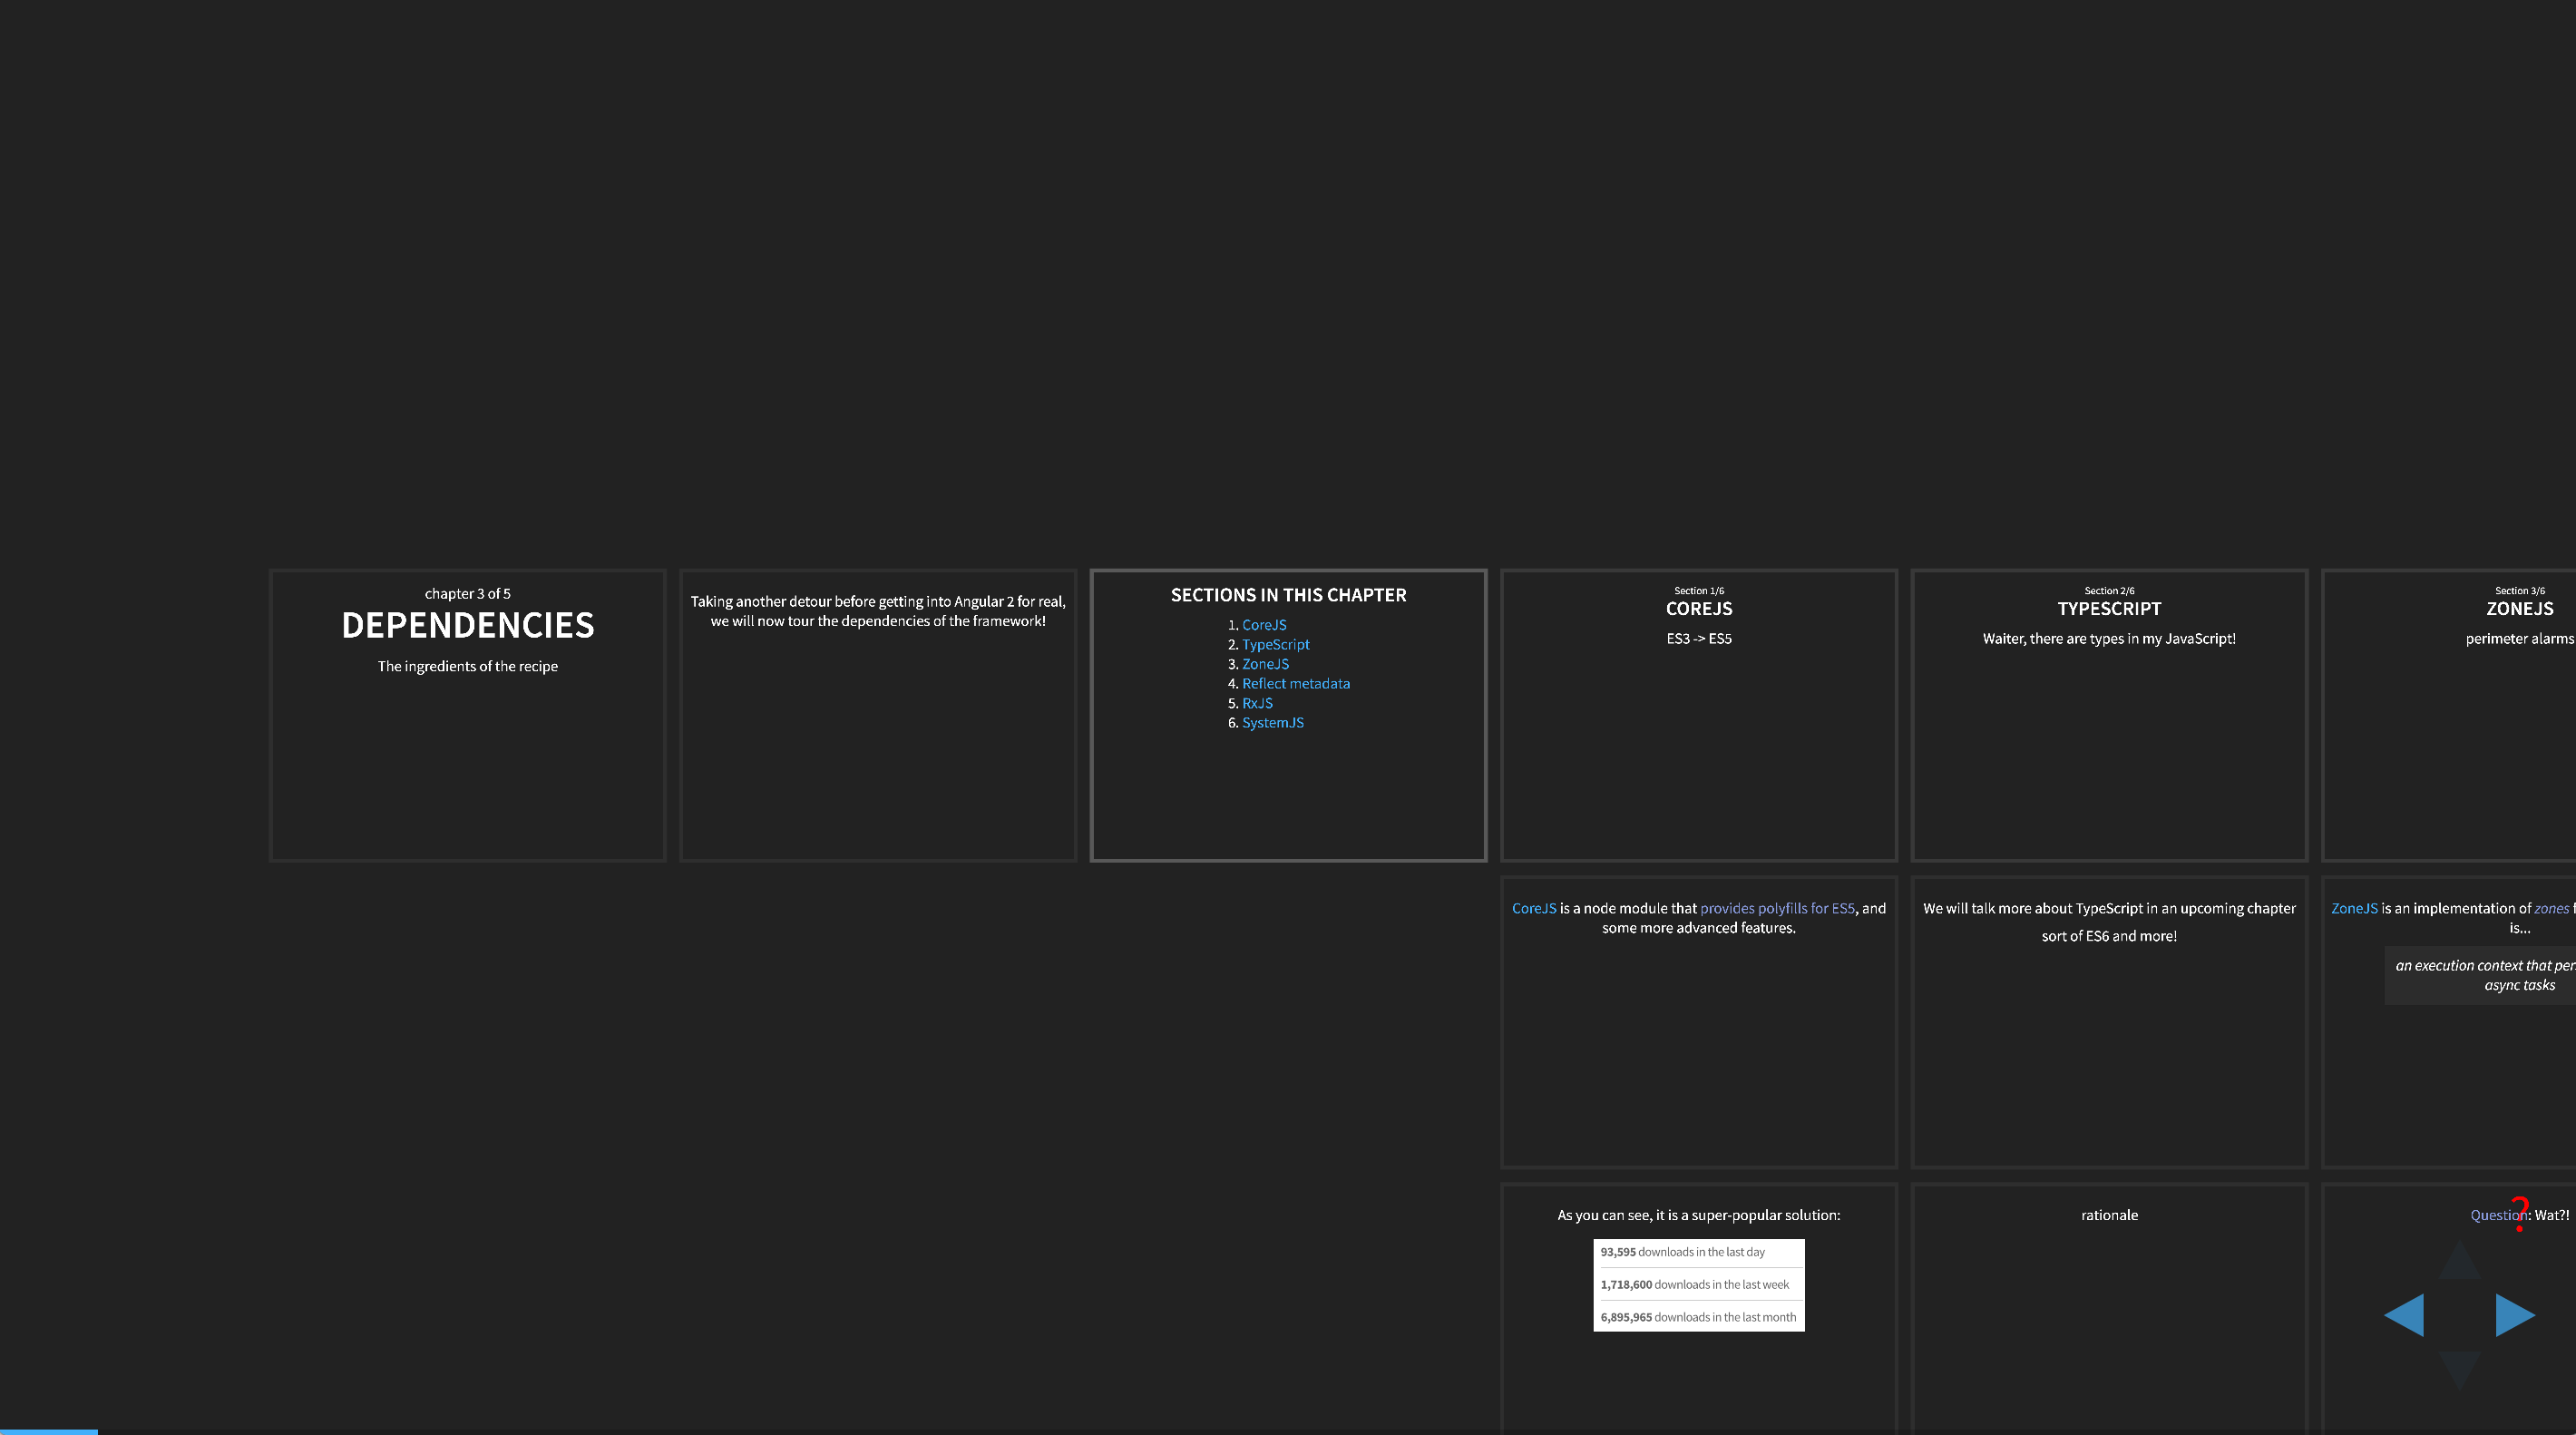 chapter 3 of 5
DEPENDENCIES
The ingredients of the recipe
Taking another detour before getting into Angular 2 for real,
we will now tour the dependencies of the framework!
SECTIONS IN THIS CHAPTER
1. CoreJS
2. TypeScript
3. ZoneJS
4. Reflect metadata
5. RxJS
6. SystemJS
Section 1/6
COREJS
ES3 -> ES5
Section 2/6
TYPESCRIPT
Waiter, there are types in my JavaScript!
Section 3/6
ZONEJS
perimeter alarms
CoreJS is a node module that provides polyfills for ES5, and
some more advanced features.
We will talk more about TypeScript in an upcoming chapter
sort of ES6 and more!
ZoneJS is an implementation of zones
is...
an execution context that
async tasks
As you can see, it is a super-popular solution:
93,595 downloads in the last day
1,718,600 downloads in the last week
6,895,965 downloads in the last month
rationale
?
Question: Wat?!